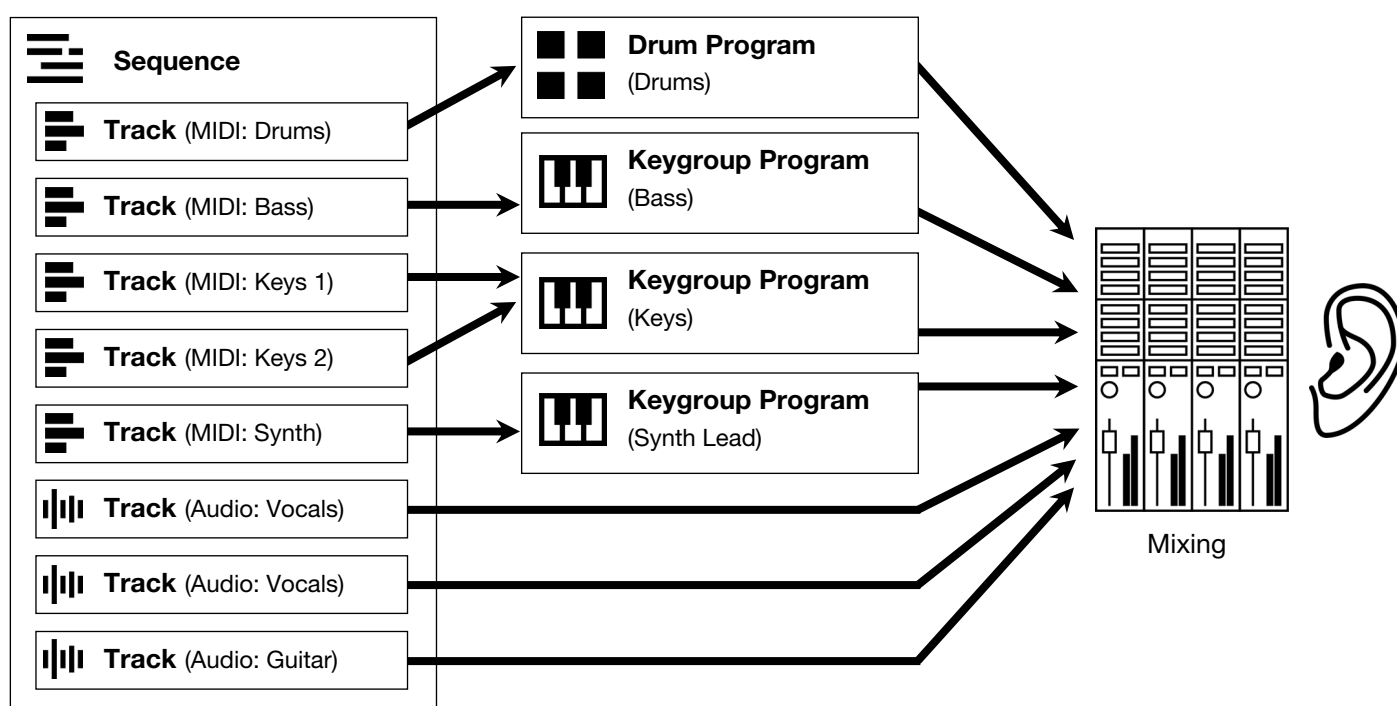 Sequence
Track (MIDI: Drums)
Track (MIDI: Bass)
Track (MIDI: Keys 1)
Track (MIDI: Keys 2)
Track (MIDI: Synth)
Track (Audio: Vocals)
Track (Audio: Vocals)
Track (Audio: Guitar)
Drum Program
(Drums)
Keygroup Program
(Bass)
Keygroup Program
(Keys)
Keygroup Program
(Synth Lead)
Mixing